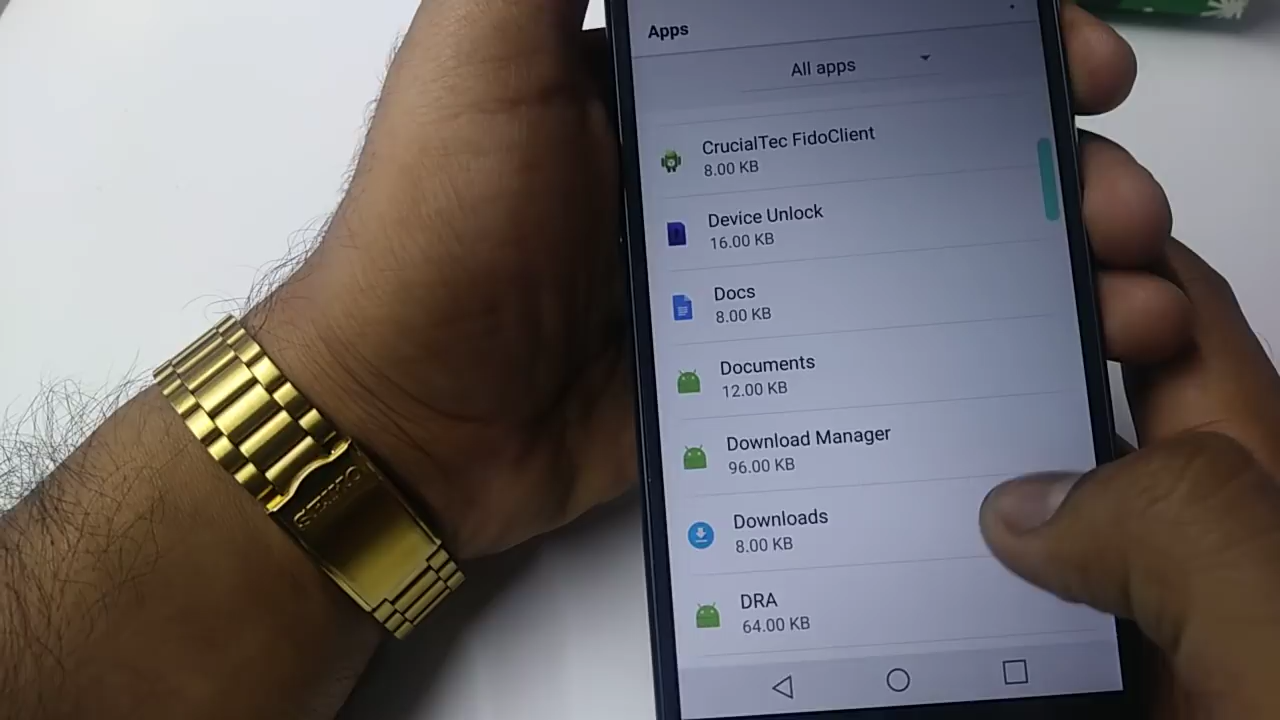 Apps
All apps
CrucialTec FidoClient
8.00 KB
Device Unlock
16.00 KB
Docs
8.00 KB
Documents
12.00 KB
Download Manager
96.00 KB
Downloads
8.00 KB
DRA
64.00 KB